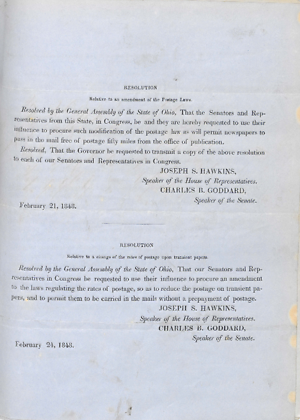 RESOLUTION
Relative to an amendment of the Postage Laws.
Resolved by the General Assembly of the State of Ohio, That the Senators and Rep-
resentatives from this State, in Congress, be and they are hereby requested to use their
influence to procure such modification of the postage law as will permit newspapers to
pass in the mail free of postage fifty miles from the office of publication.
Resolved, That the Governor be requested to transmit a copy of the above resolution
to each of our Senators and Representatives in Congress.
JOSEPH S. HAWKINS,
Speaker of the House of Representatives.
CHARLES B. GODDARD,
Speaker of the Senate.
February 21, 1848.
RESOLUTION
Relative to a change of the rates of postage upon transient papers.
Resolved by the General Assembly of the State of Ohio, That our Senators and Rep-
resentatives in Congress be requested to use their influence to procure an amendment
to the laws regulating the rates of postage, so as to reduce the postage on transient pa-
pers, and to permit them to be carried in the mails without a prepayment of postage.
JOSEPH S. HAWKINS,
Speaker of the House of Representatives.
CHARLES B. GODDARD,
Speaker of the Senate.
February 24, 1848.